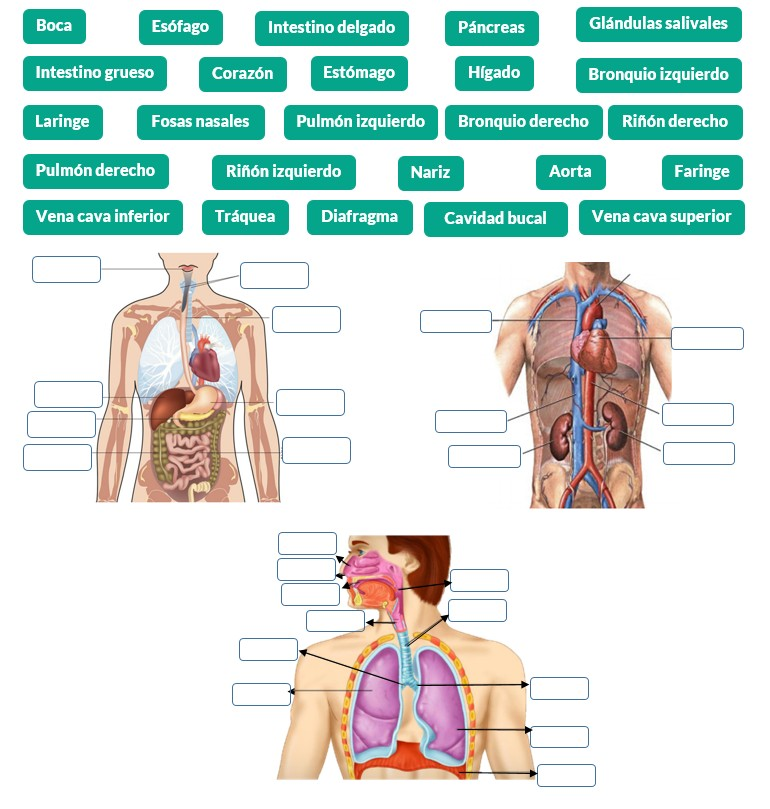 Boca Esófago Intestino delgado Páncreas Glándulas salivales
Intestino grueso Corazón Estómago Hígado Bronquio izquierdo
Laringe Fosas nasales Pulmón izquierdo Bronquio derecho Riñón derecho
Pulmón derecho Riñón izquierdo Nariz Aorta Faringe
Vena cava inferior Tráquea Diafragma Cavidad bucal Vena cava superior